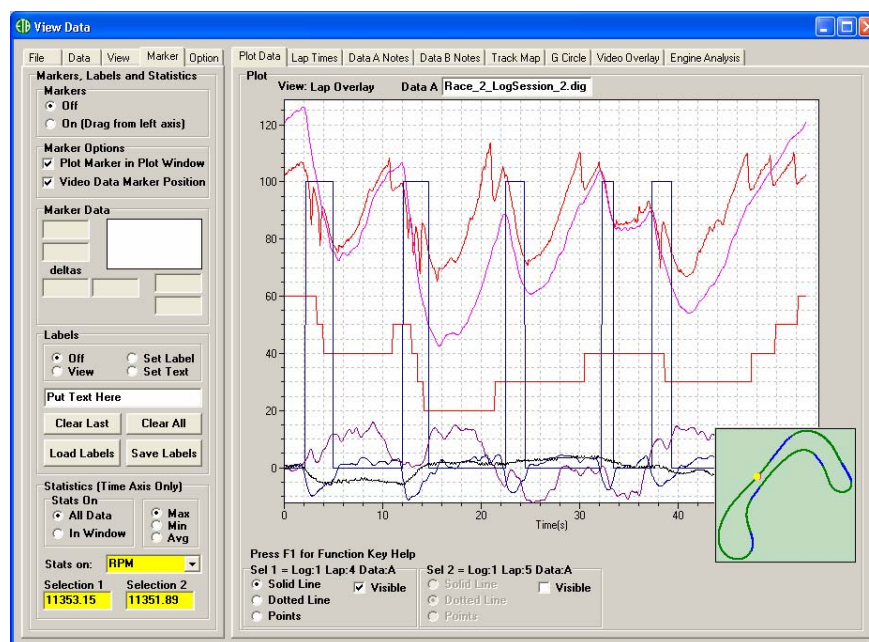 EIB View Data
File Data View Marker Option
Markers, Labels and Statistics
Markers
Off
On (Drag from left axis)
Marker Options
Plot Marker in Plot Window
Video Data Marker Position
Marker Data
deltas
Labels
Off Set Label
View Set Text
Put Text Here
Clear Last Clear All
Load Labels Save Labels
Statistics (Time Axis Only)
Stats On
All Data
In Window
Max
Min
Avg
Stats on: RPM
Selection 1 Selection 2
11353.15 11351.89
Plot Data Lap Times Data A Notes Data B Notes Track Map G Circle Video Overlay Engine Analysis
Plot
View: Lap Overlay Data A Race_2_LogSession_2.dig
120
100
80
60
40
20
0
0 10 20 30 40
Time(s)
Press F1 for Function Key Help
Sel 1 = Log:1 Lap:4 Data:A
Solid Line Visible
Dotted Line
Points
Sel 2 = Log:1 Lap:5 Data:A
Solid Line Visible
Dotted Line
Points